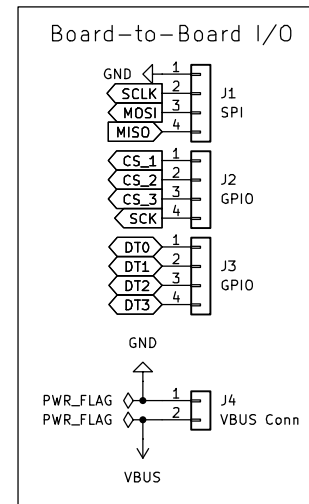 Board-to-Board I/O
GND 1
SCLK 2 J1
MOSI 3 SPI
MISO 4
CS_1 1
CS_2 2 J2
CS_3 3 GPIO
SCK 4
DT0 1
DT1 2 J3
DT2 3 GPIO
DT3 4
GND
PWR_FLAG 1 J4
PWR_FLAG 2 VBUS Conn
VBUS